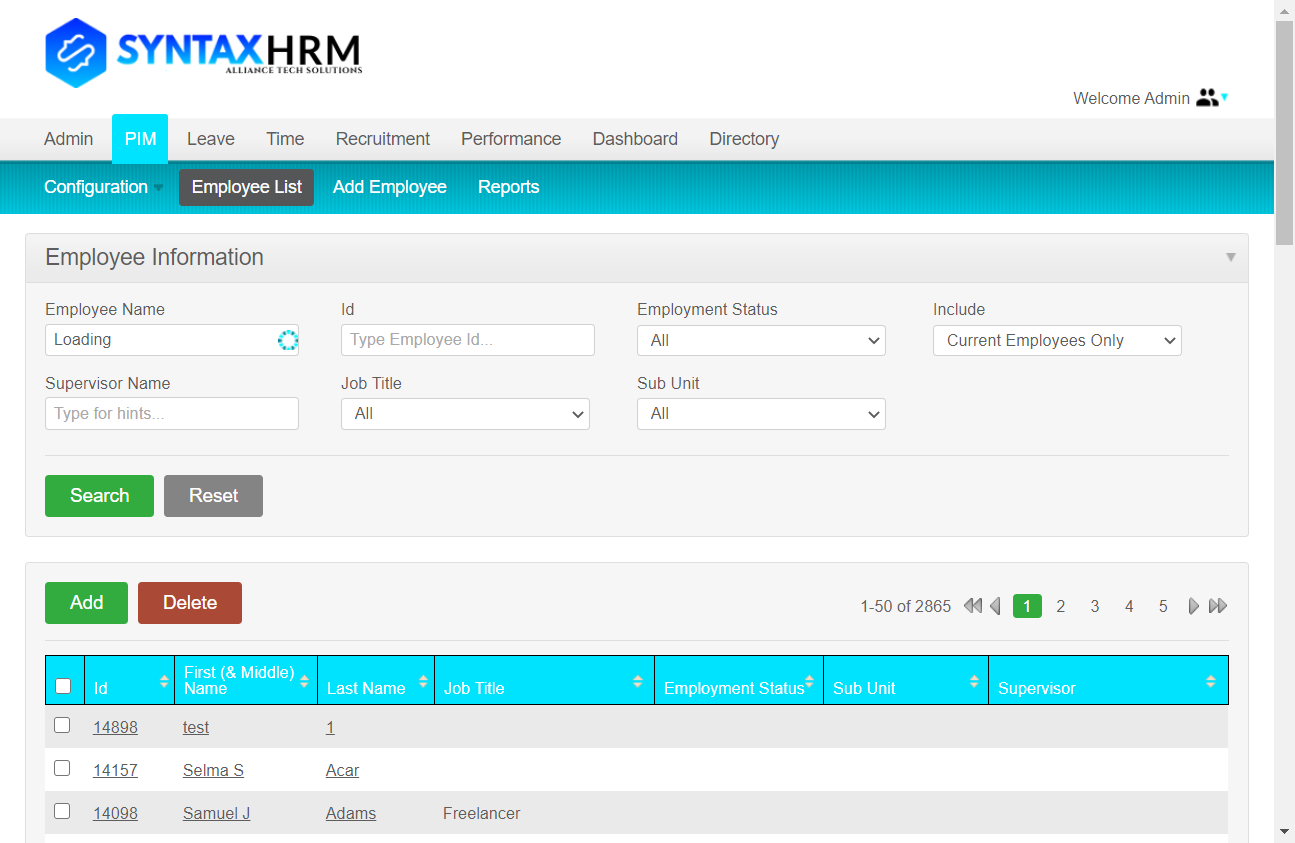 SYNTAXHRM
ALLIANCE TECH SOLUTIONS
Welcome Admin
Admin PIM Leave Time Recruitment Performance Dashboard Directory
Configuration Employee List Add Employee Reports
Employee Information
Employee Name Id Employment Status Include
Loading Type Employee Id... All Current Employees Only
Supervisor Name Job Title Sub Unit
Type for hints... All All
Search Reset
Add Delete 1-50 of 2865 1 2 3 4 5
Id First (& Middle) Name Last Name Job Title Employment Status Sub Unit Supervisor
14898 test 1
14157 Selma S Acar
14098 Samuel J Adams Freelancer